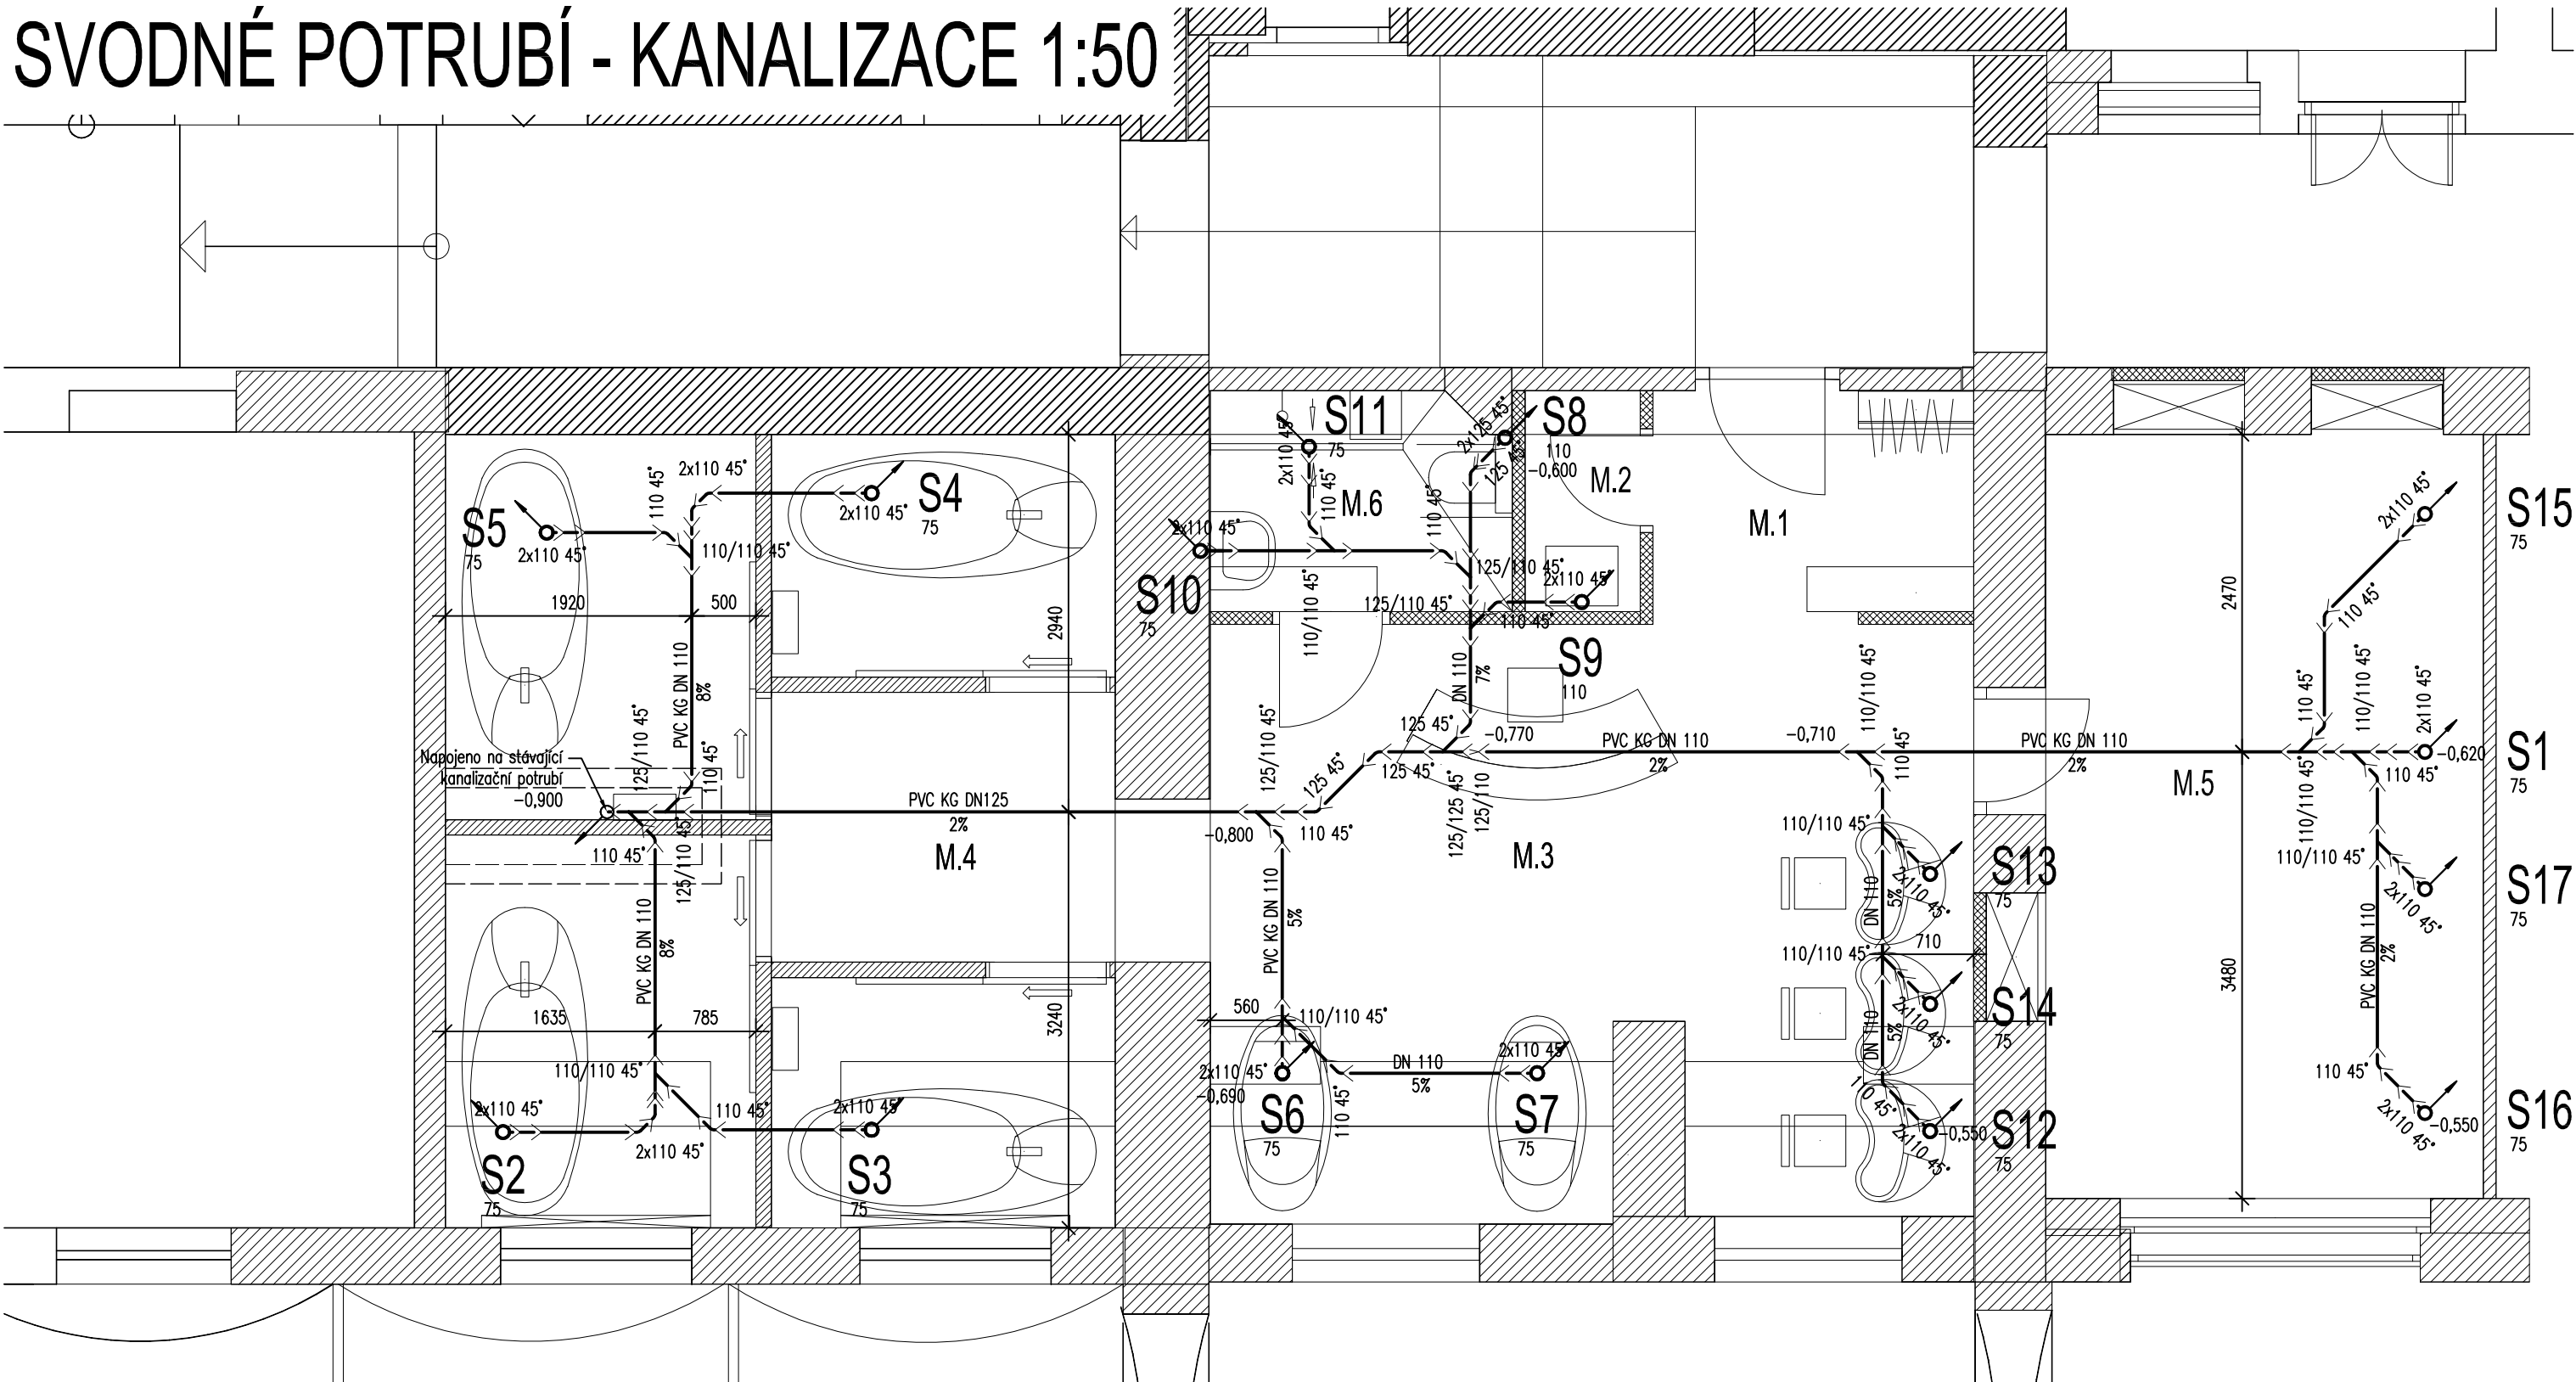 SVODNÉ POTRUBÍ - KANALIZACE 1:50
S5
75
2x110 45°
110 45°
2x110 45°
2x110 45°
S4
75
110/110 45°
1920
500
2940
PVC KG DN 110
8%
125/110 45°
110 45°
Napojeno na stávající
kanalizační potrubí
-0,900
110 45°
125/110 45°
PVC KG DN125
2%
M.4
PVC KG DN 110
8%
1635
785
3240
110/110 45°
2x110 45°
S2
75
2x110 45°
110 45°
2x110 45°
S3
75
S11
75
2x110 45°
110 45°
M.6
2x110 45°
S10
75
110/110 45°
2x125 45°
125 45°
S8
110
-0,600
110 45°
M.2
M.1
125/110 45°
2x110 45°
125/110 45°
110 45°
S9
110
DN 110
7%
125 45°
-0,770
125 45°
125 45°
125/110 45°
125/125 45°
125/110
PVC KG DN 110
2%
-0,710
110/110 45°
110 45°
-0,800
110 45°
M.3
PVC KG DN 110
5%
560
110/110 45°
2x110 45°
-0,690
S6
75
110 45°
DN 110
5%
2x110 45°
S7
75
110/110 45°
DN 110
5%
2x110 45°
S13
75
110/110 45°
710
DN 110
5%
2x110 45°
S14
75
110 45°
2x110 45°
-0,550
S12
75
PVC KG DN 110
2%
M.5
2470
3480
2x110 45°
S15
75
110 45°
110 45°
110/110 45°
2x110 45°
-0,620
S1
75
110 45°
110/110 45°
110/110 45°
2x110 45°
S17
75
PVC KG DN 110
2%
110 45°
2x110 45°
-0,550
S16
75